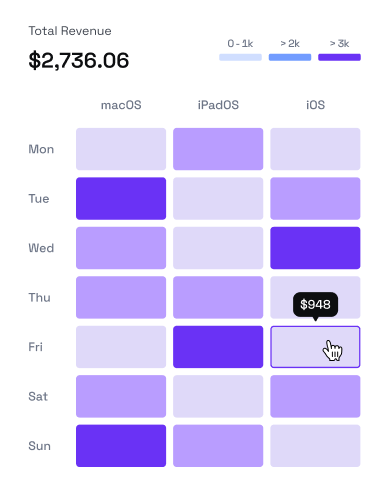 Total Revenue
$2,736.06
0 - 1k > 2k > 3k
macOS iPadOS iOS
Mon
Tue
Wed
Thu
$948
Fri
Sat
Sun